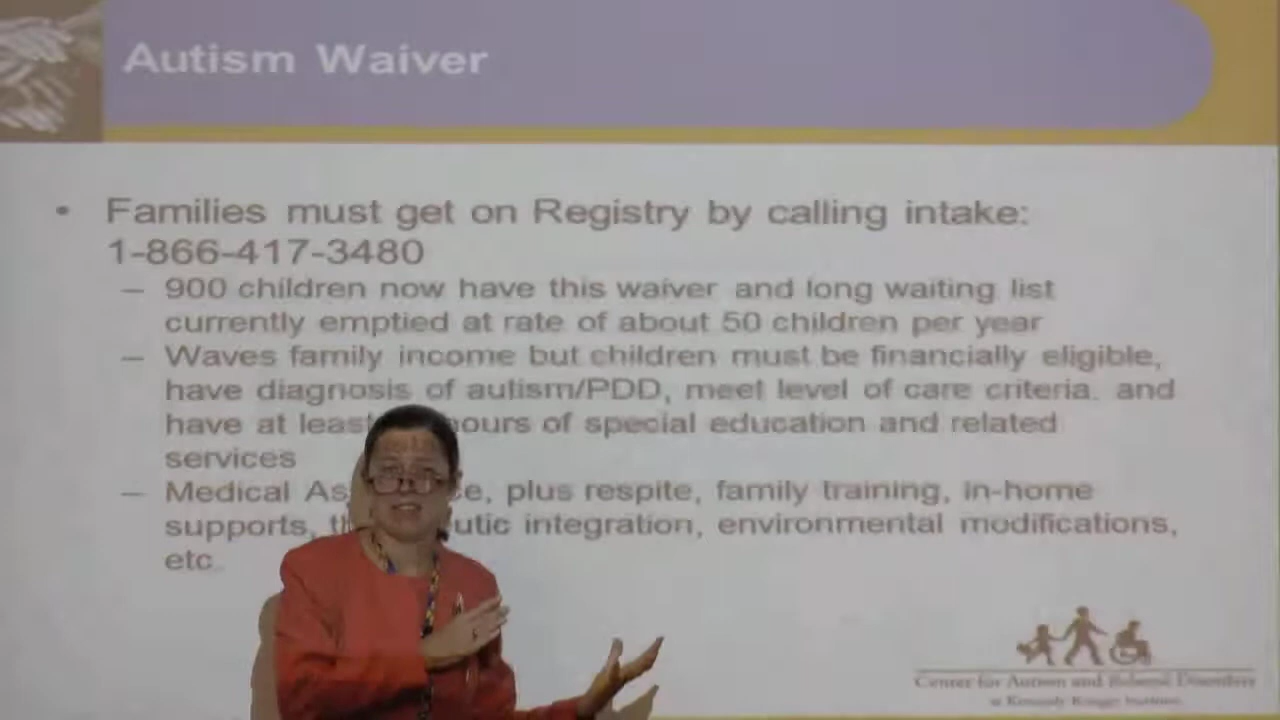 Autism Waiver
• Families must get on Registry by calling intake:
1-866-417-3480
– 900 children now have this waiver and long waiting list
currently emptied at rate of about 50 children per year
– Waves family income but children must be financially eligible,
have diagnosis of autism/PDD, meet level of care criteria. and
have at least hours of special education and related
services
– Medical plus respite, family training, in-home
supports, integration, environmental modifications,
etc.
Center for Autism and Related Disorders
at Kennedy Krieger Institute